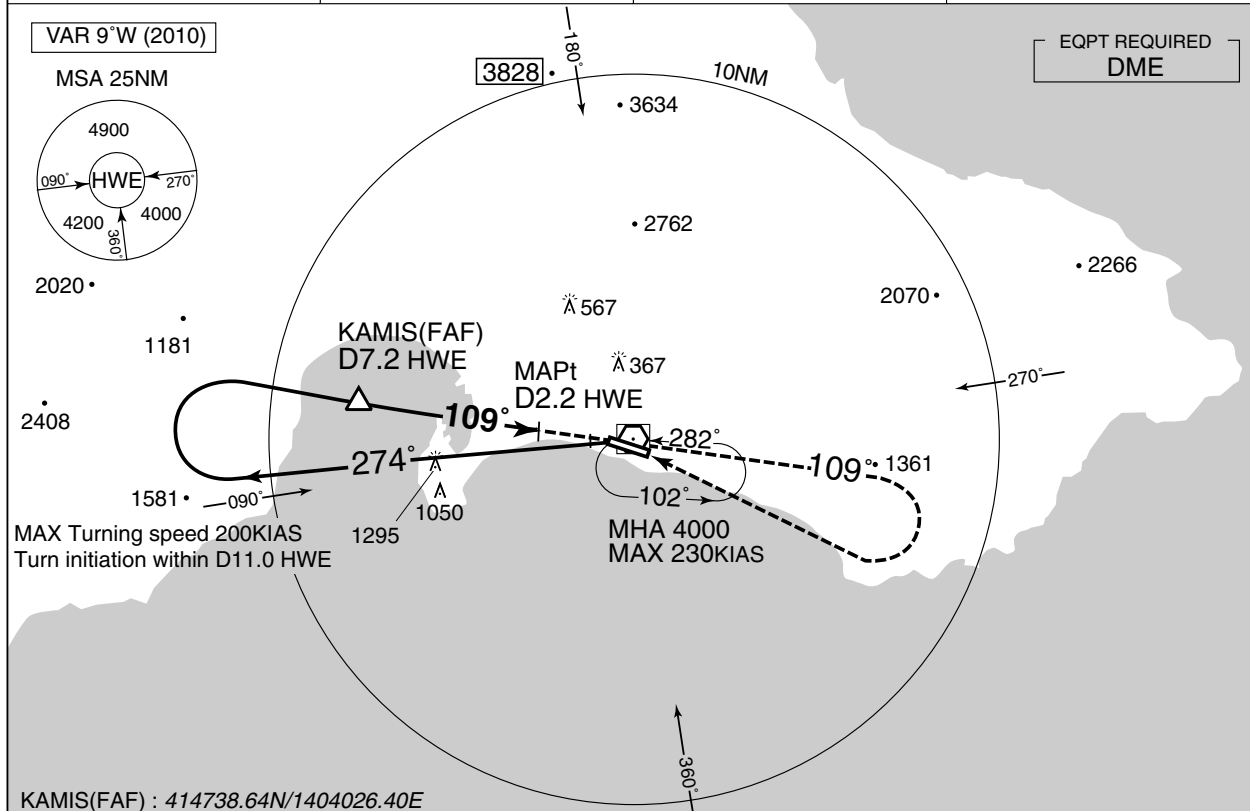 VAR 9°W (2010)
MSA 25NM
4900
090°
HWE
270°
4200
4000
360°
180°
3828
10NM
3634
EQPT REQUIRED
DME
2762
2266
2020
2070
567
1181
KAMIS(FAF)
D7.2 HWE
367
MAPt
D2.2 HWE
270°
2408
109°
282°
274°
109°
1361
1581
090°
1050
102°
1295
MHA 4000
MAX 230KIAS
MAX Turning speed 200KIAS
Turn initiation within D11.0 HWE
360°
KAMIS(FAF) : 414738.64N/1404026.40E